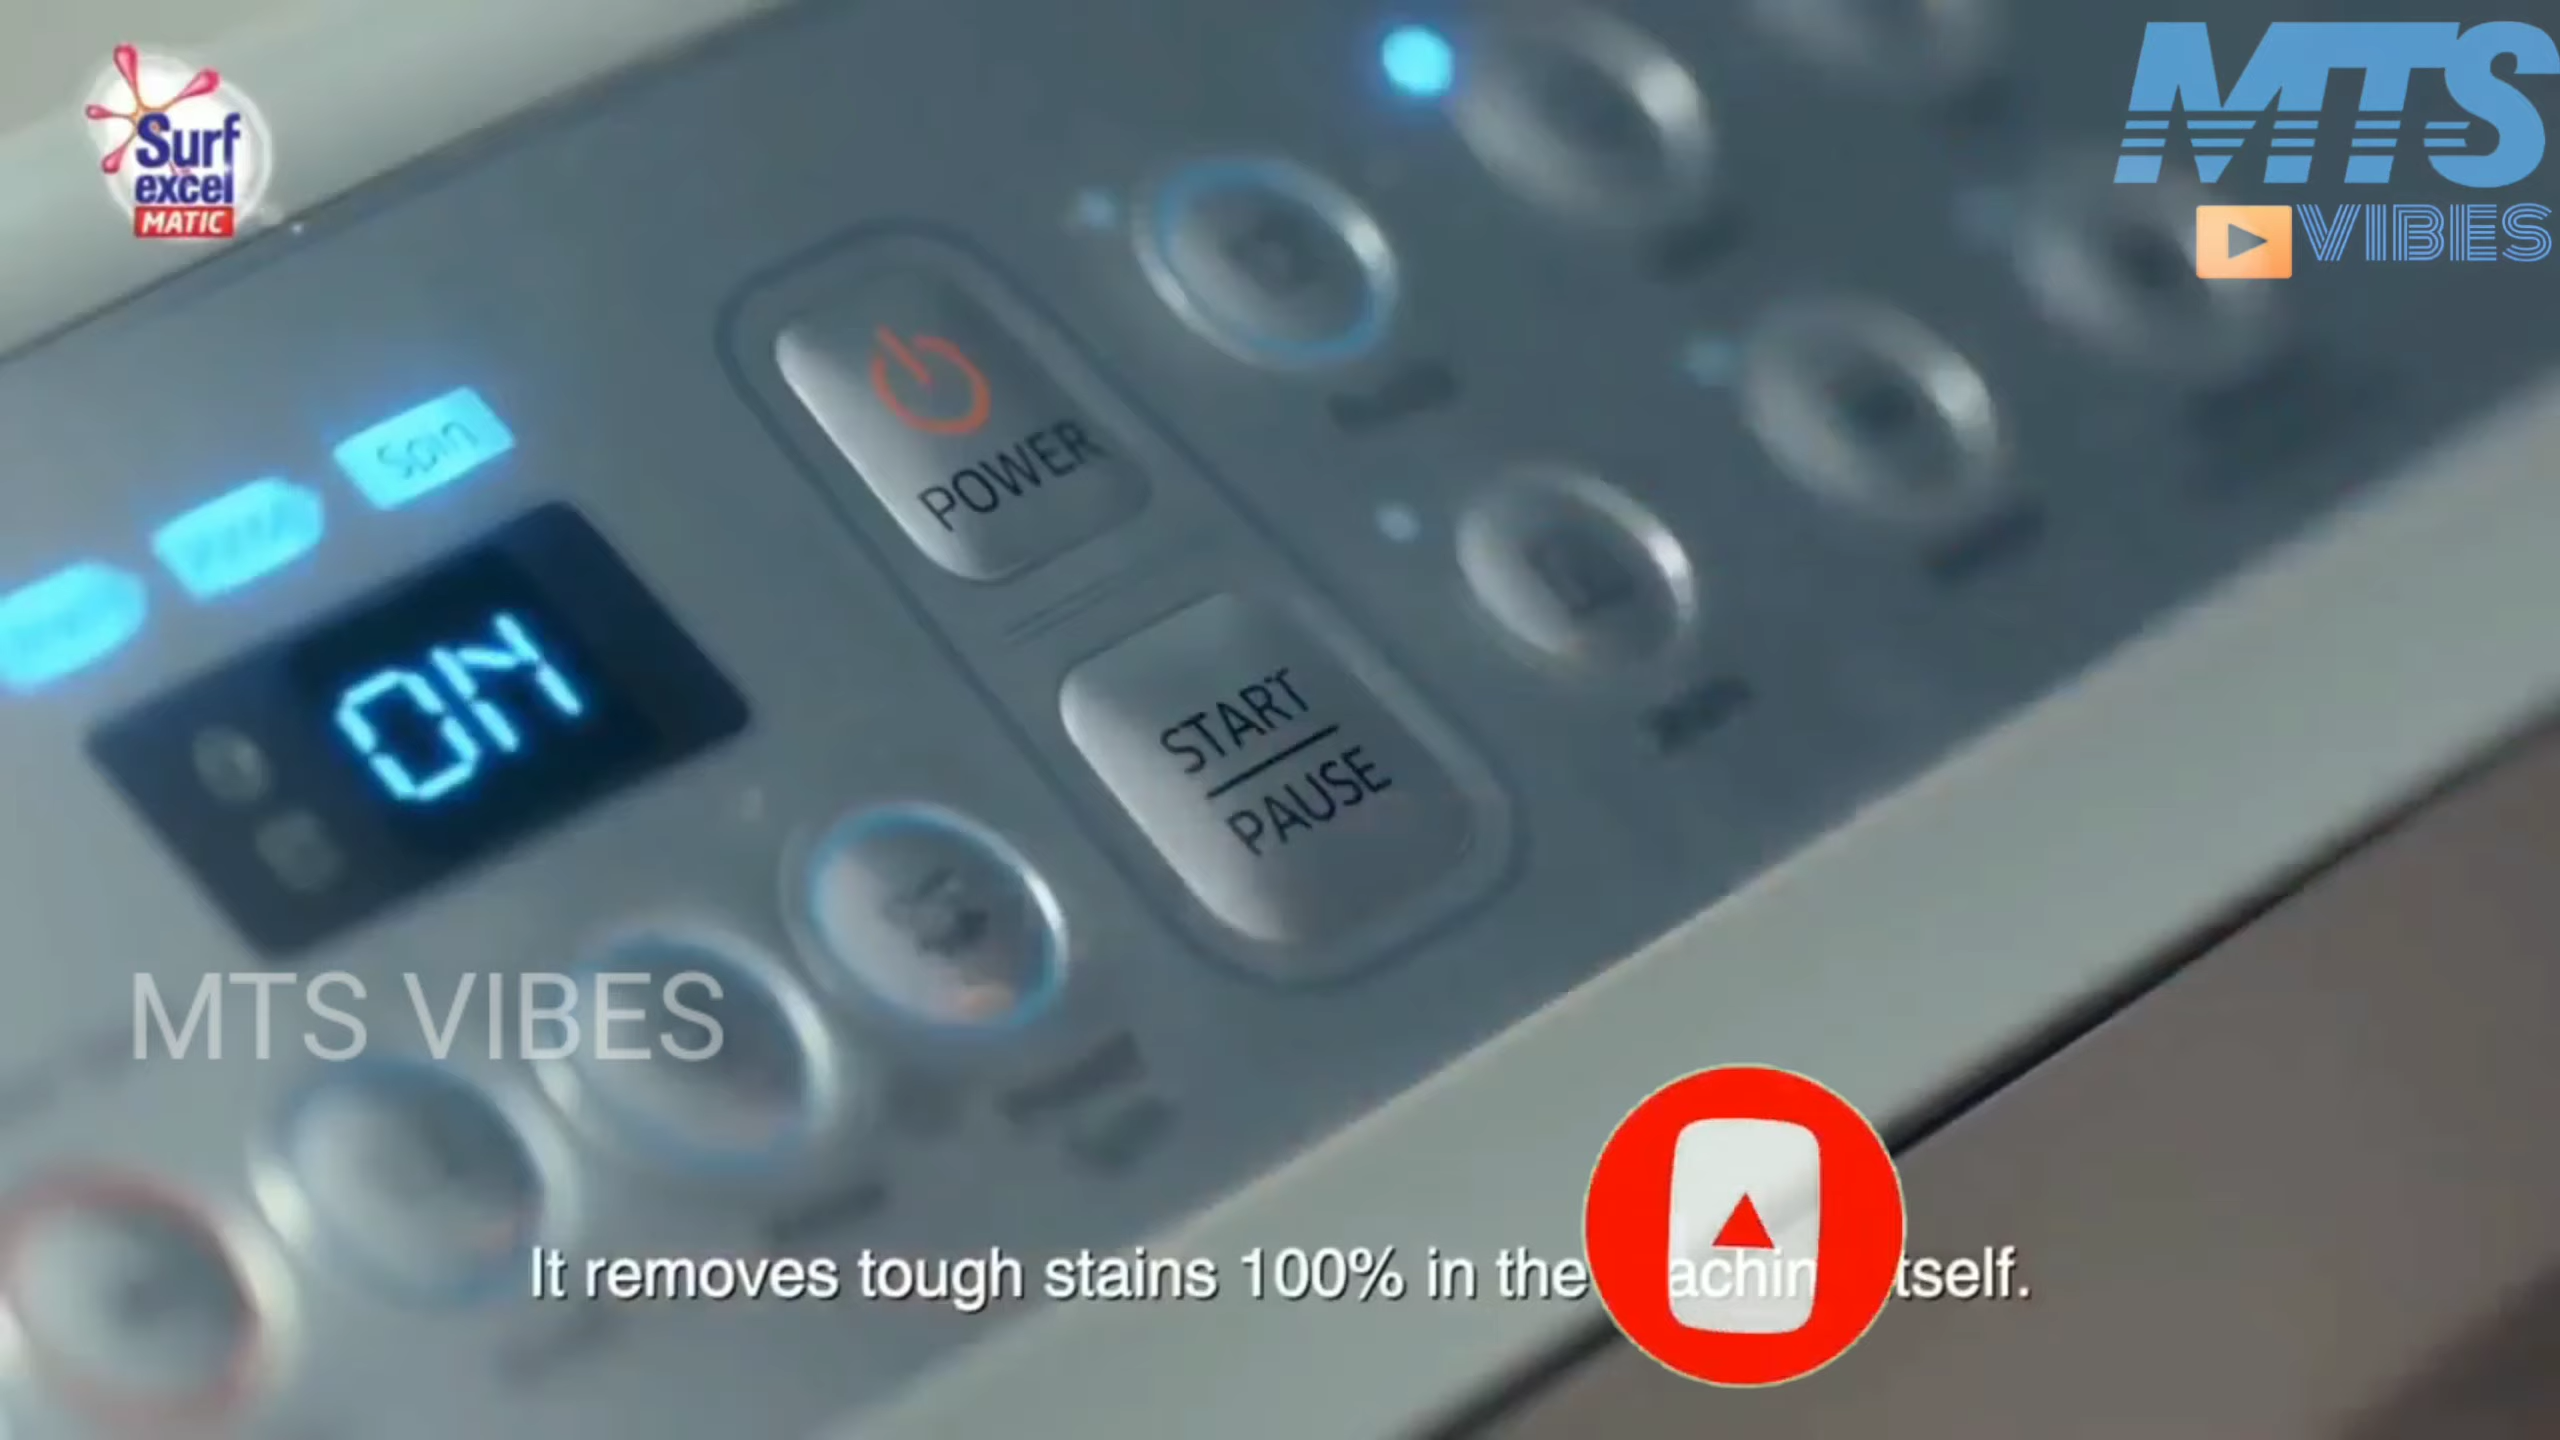 Surf
excel
MATIC
MTS
VIBES
Spin
POWER
ON
START
PAUSE
MTS VIBES
It removes tough stains 100% in the achin tself.